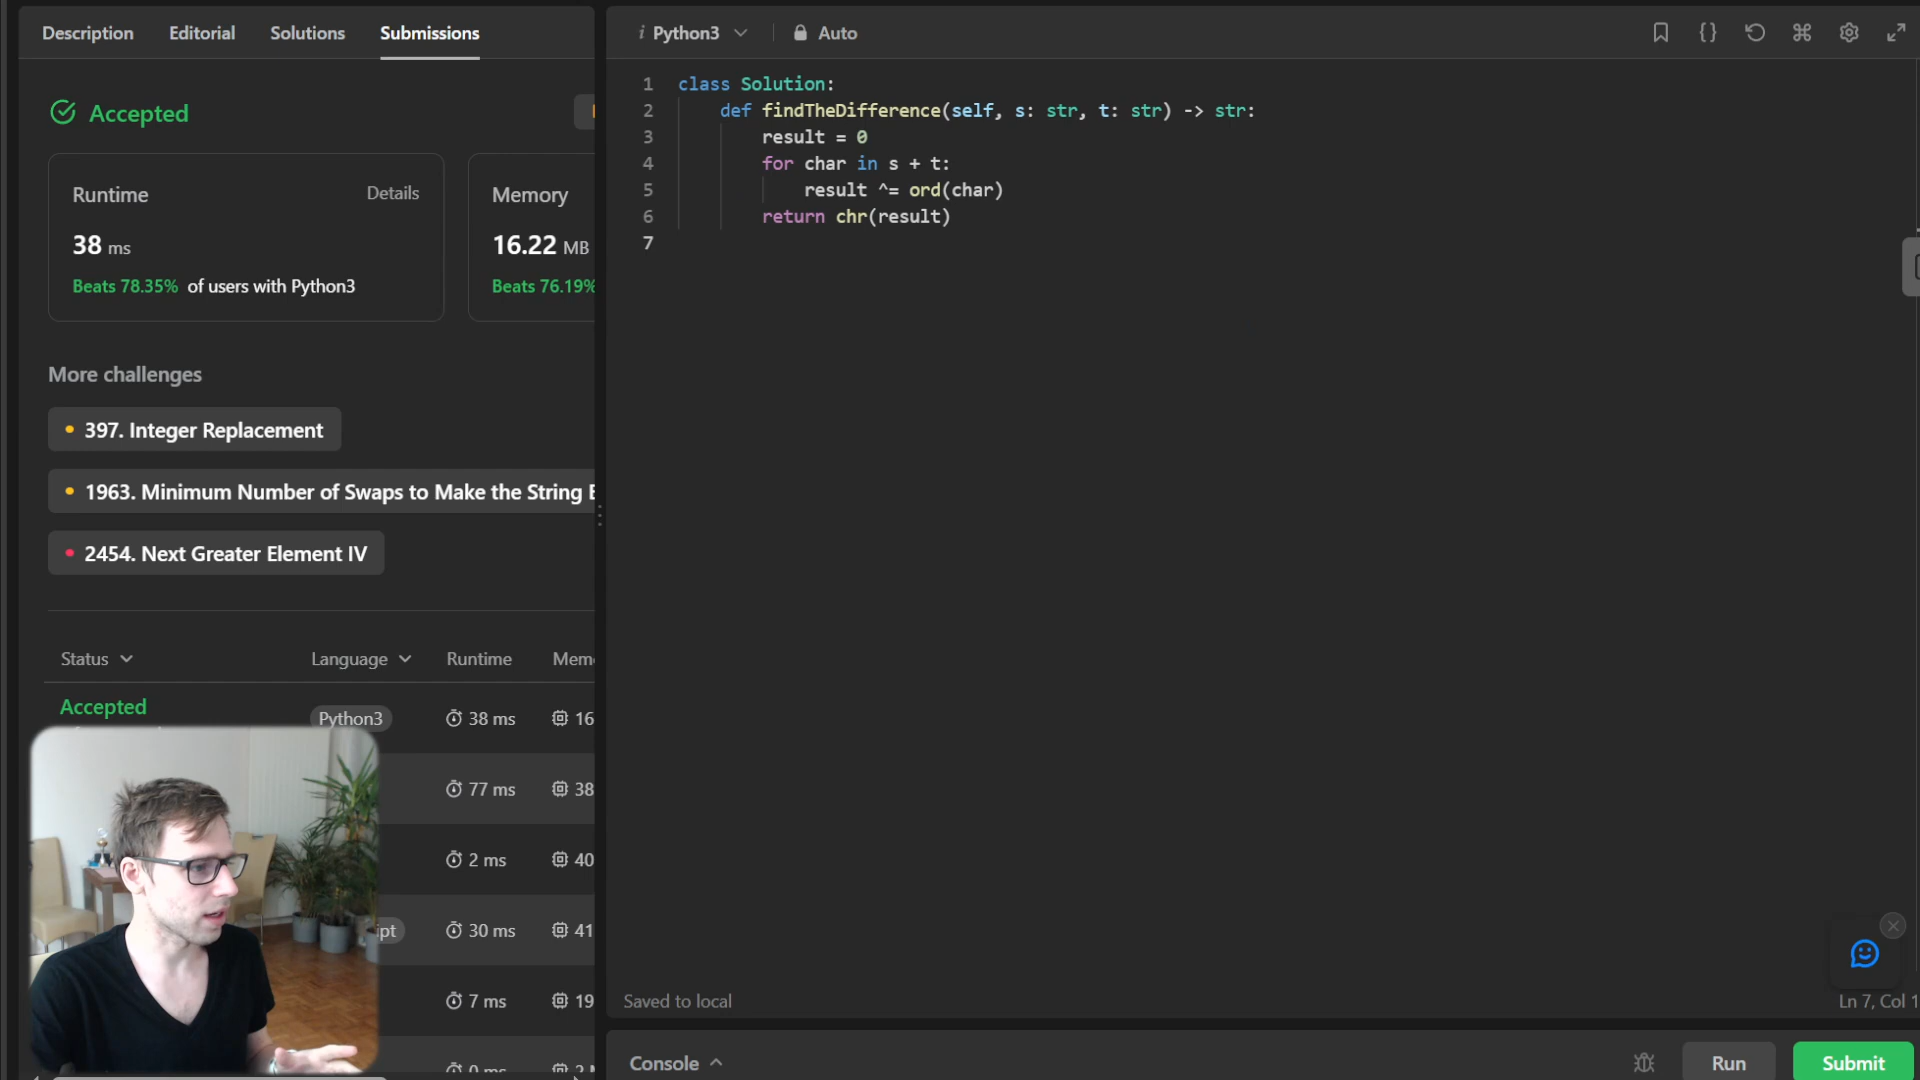 Description Editorial Solutions Submissions
Accepted
Runtime Details
38 ms
Beats 78.35% of users with Python3
Memory
16.22 MB
Beats 76.19%
More challenges
397. Integer Replacement
1963. Minimum Number of Swaps to Make the String
2454. Next Greater Element IV
Status Language Runtime Mem
Accepted Python3 38 ms 16
77 ms 38
2 ms 40
ipt 30 ms 41
7 ms 19
Python3 Auto
1 class Solution:
2 def findTheDifference(self, s: str, t: str) -> str:
3 result = 0
4 for char in s + t:
5 result ^= ord(char)
6 return chr(result)
7
Saved to local Ln 7, Col 1
Console Run Submit